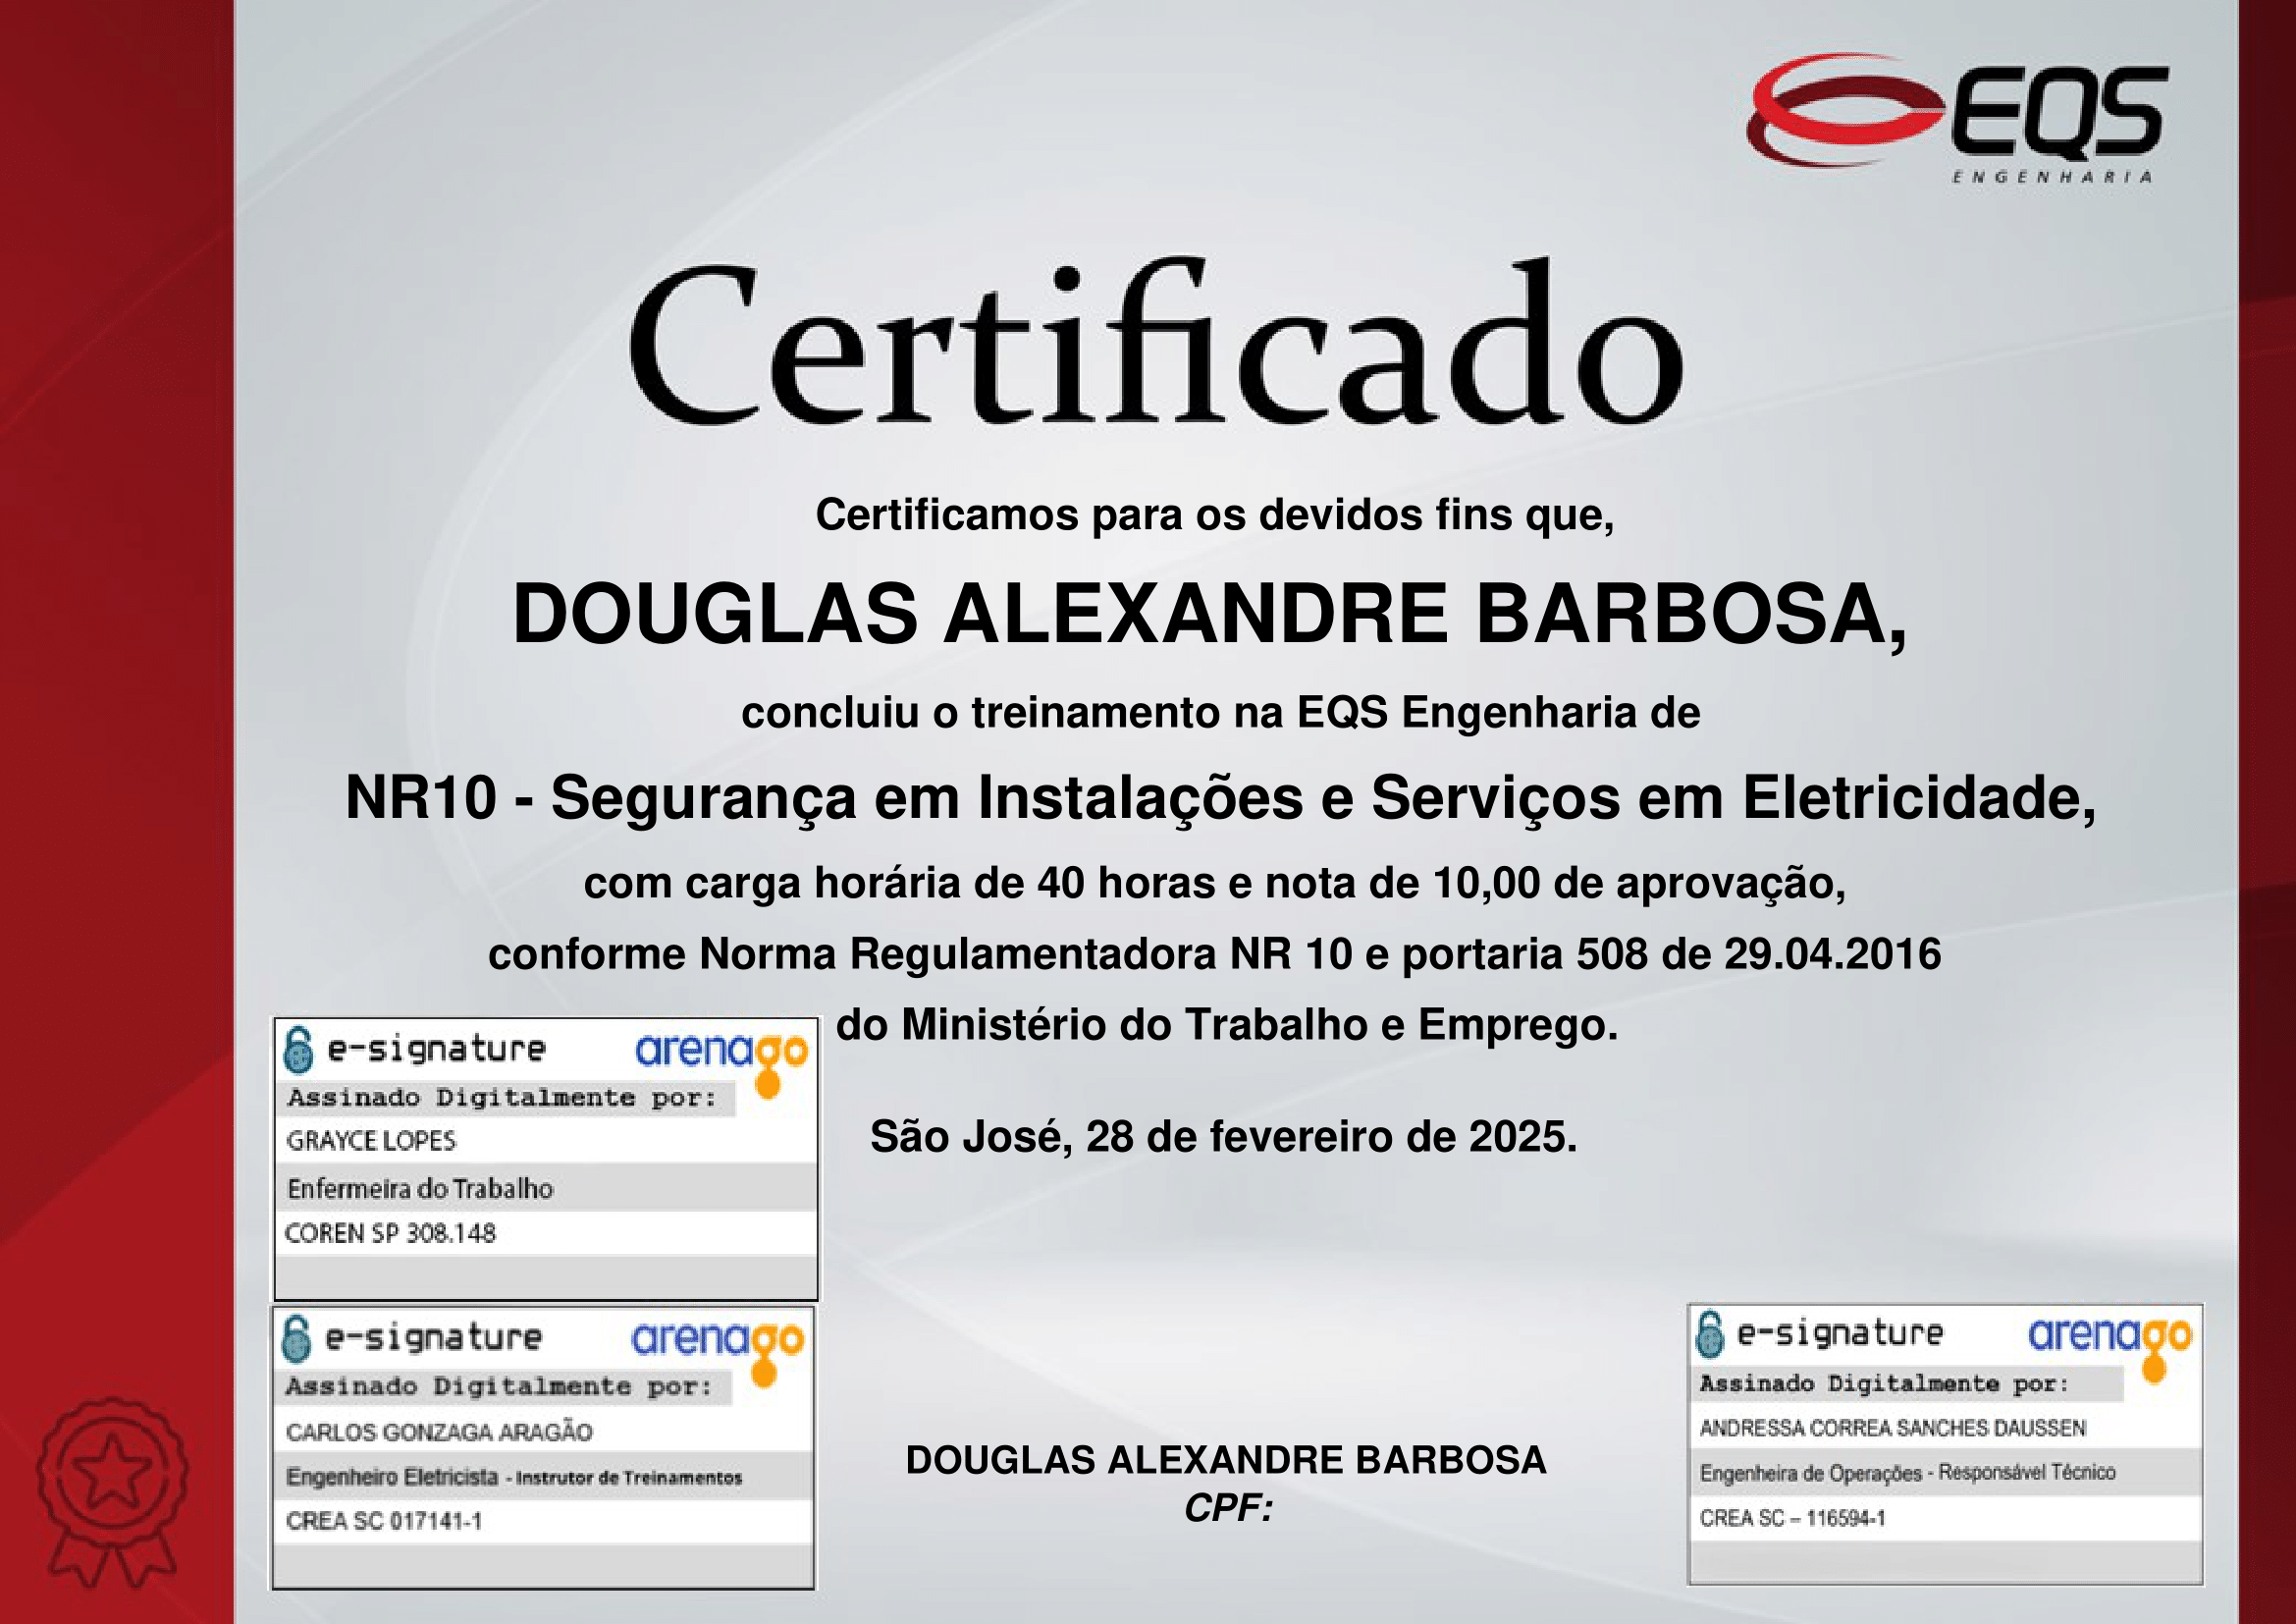 EQS
ENGENHARIA
Certificado
Certificamos para os devidos fins que,
DOUGLAS ALEXANDRE BARBOSA,
concluiu o treinamento na EQS Engenharia de
NR10 - Segurança em Instalações e Serviços em Eletricidade,
com carga horária de 40 horas e nota de 10,00 de aprovação,
conforme Norma Regulamentadora NR 10 e portaria 508 de 29.04.2016
do Ministério do Trabalho e Emprego.
São José, 28 de fevereiro de 2025.
e-signature arenago
Assinado Digitalmente por:
GRAYCE LOPES
Enfermeira do Trabalho
COREN SP 308.148
e-signature arenago
Assinado Digitalmente por:
CARLOS GONZAGA ARAGÃO
Engenheiro Eletricista - Instrutor de Treinamentos
CREA SC 017141-1
DOUGLAS ALEXANDRE BARBOSA
CPF:
e-signature arenago
Assinado Digitalmente por:
ANDRESSA CORREA SANCHES DAUSSEN
Engenheira de Operações - Responsável Técnico
CREA SC – 116594-1